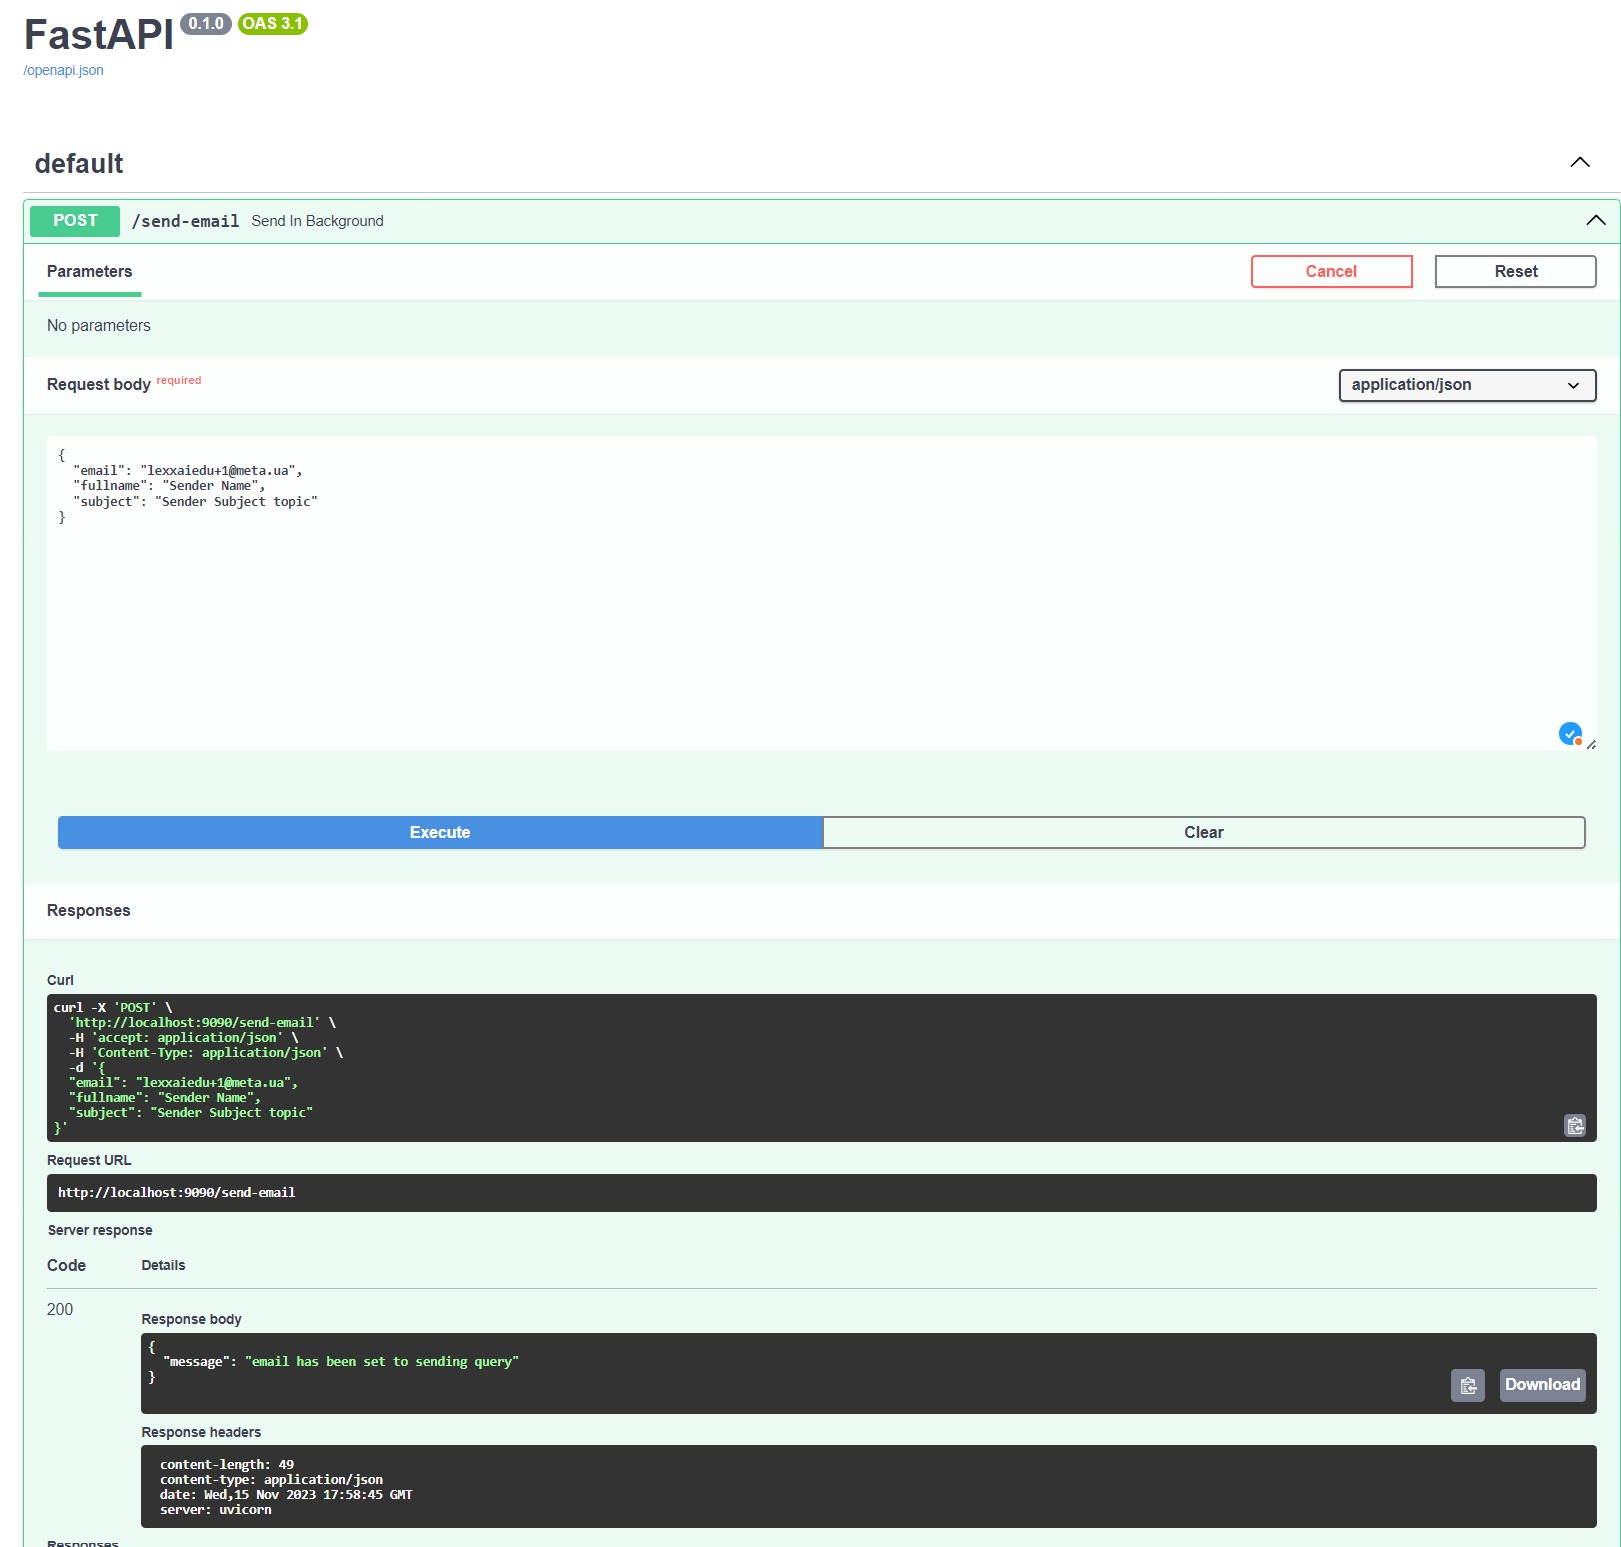 FastAPI 0.1.0 OAS 3.1
/openapi.json
default
POST /send-email Send In Background
Parameters Cancel Reset
No parameters
Request body required application/json
{
"email": "lexxaiedu+1@meta.ua",
"fullname": "Sender Name",
"subject": "Sender Subject topic"
}
Execute Clear
Responses
Curl
curl -X 'POST' \
'http://localhost:9090/send-email' \
-H 'accept: application/json' \
-H 'Content-Type: application/json' \
-d '{
"email": "lexxaiedu+1@meta.ua",
"fullname": "Sender Name",
"subject": "Sender Subject topic"
}'
Request URL
http://localhost:9090/send-email
Server response
Code Details
200
Response body
{
"message": "email has been set to sending query"
}
Download
Response headers
content-length: 49
content-type: application/json
date: Wed,15 Nov 2023 17:58:45 GMT
server: uvicorn
Responses